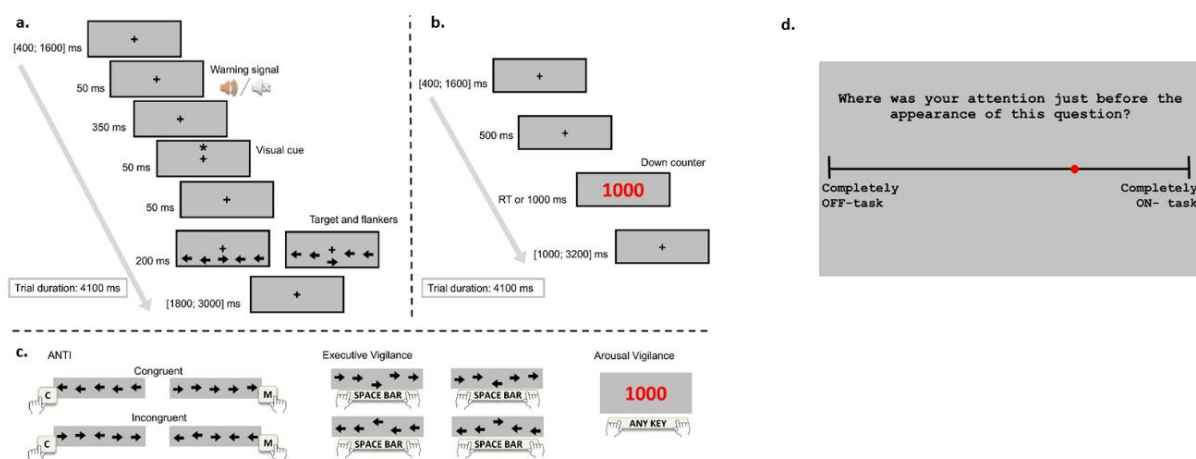 a.
[400; 1600] ms
50 ms
Warning signal
350 ms
50 ms
Visual cue
50 ms
Target and flankers
200 ms
Trial duration: 4100 ms
[1800; 3000] ms
b.
[400; 1600] ms
500 ms
Down counter
1000
RT or 1000 ms
[1000; 3200] ms
Trial duration: 4100 ms
c.
ANTI
Congruent
C
M
Incongruent
C
M
Executive Vigilance
SPACE BAR
SPACE BAR
SPACE BAR
SPACE BAR
Arousal Vigilance
1000
ANY KEY
d.
Where was your attention just before the
appearance of this question?
Completely
OFF-task
Completely
ON- task